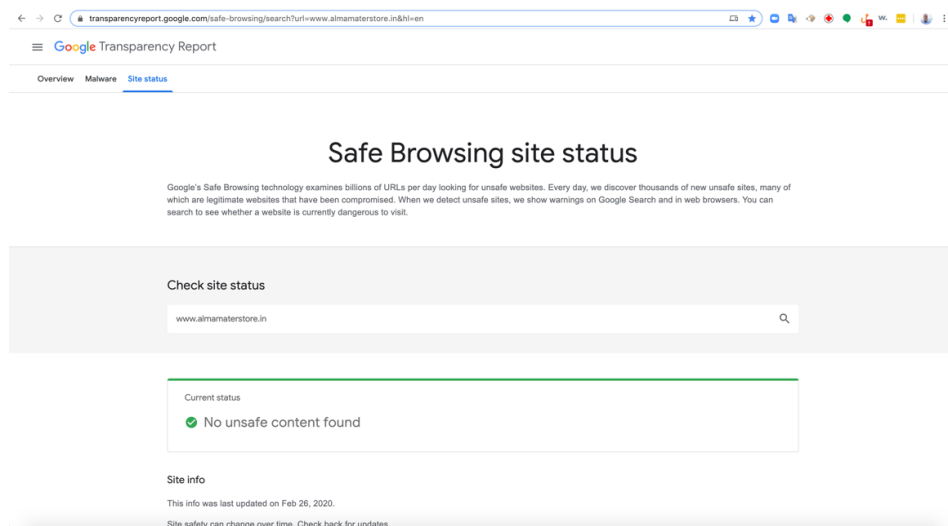 transparencyreport.google.com/safe-browsing/search?url=www.almamaterstore.in&hl=en
Google Transparency Report
Overview Malware Site status
Safe Browsing site status
Google's Safe Browsing technology examines billions of URLs per day looking for unsafe websites. Every day, we discover thousands of new unsafe sites, many of
which are legitimate websites that have been compromised. When we detect unsafe sites, we show warnings on Google Search and in web browsers. You can
search to see whether a website is currently dangerous to visit.
Check site status
www.almamaterstore.in
Current status
No unsafe content found
Site info
This info was last updated on Feb 26, 2020.
Site safety can change over time. Check back for updates.